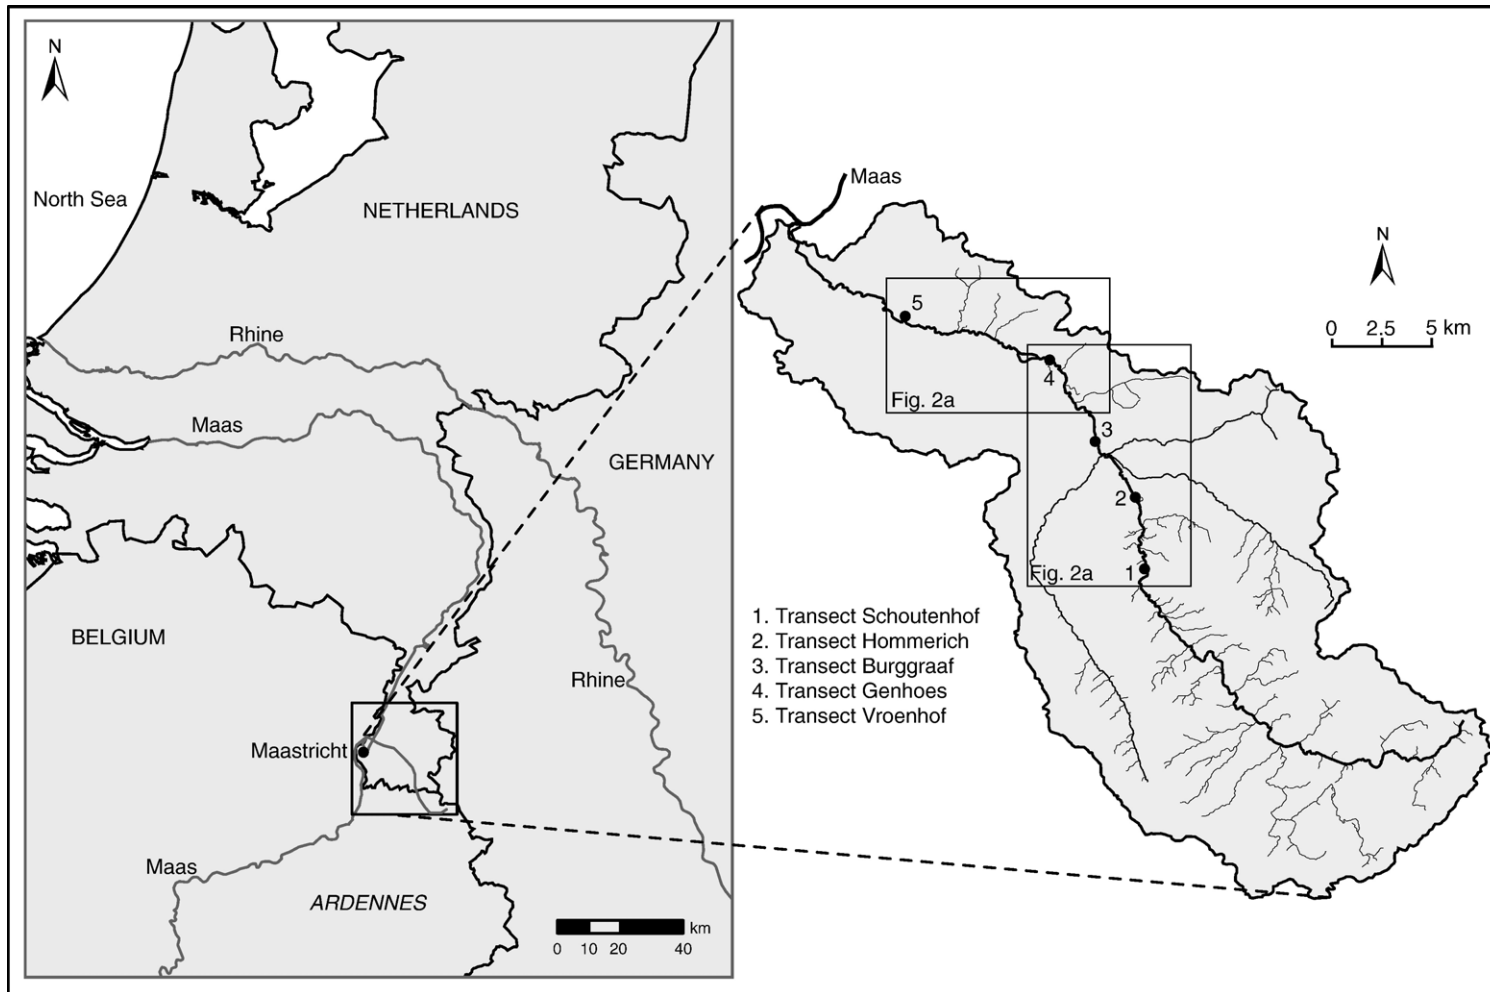 N
North Sea
NETHERLANDS
Rhine
Maas
GERMANY
BELGIUM
Rhine
Maastricht
Maas
ARDENNES
km
0 10 20 40
Maas
N
0 2.5 5 km
5
4
Fig. 2a
3
2
1
Fig. 2a
1. Transect Schoutenhof
2. Transect Hommerich
3. Transect Burggraaf
4. Transect Genhoes
5. Transect Vroenhof